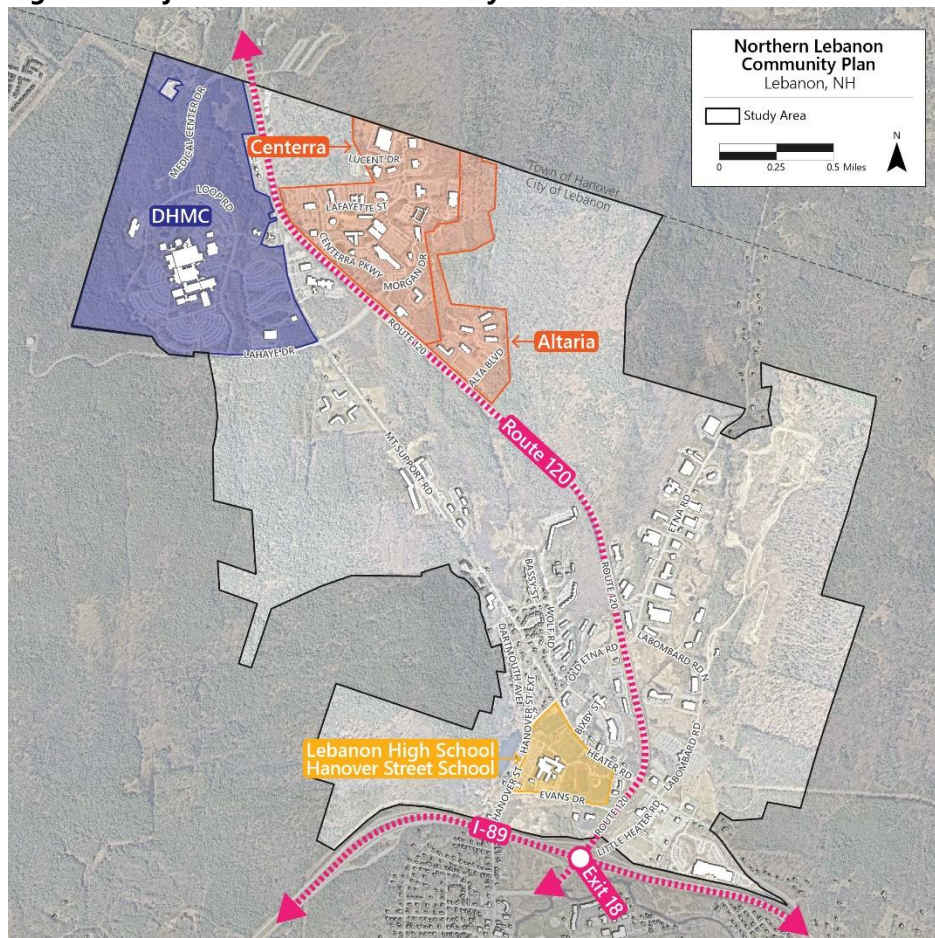 Northern Lebanon
Community Plan
Lebanon, NH
Study Area
N
0 0.25 0.5 Miles
Town of Hanover
City of Lebanon
MEDICAL CENTER DR
Centerra
LUCENT DR
LOOP RD
LAFAYETTE ST
DHMC
CENTERRA PKWY
MORGAN DR
ROUTE 120
LAHAYE DR
Altaria
ALTA BLVD
Route 120
MT SUPPORT RD
ETNA RD
ROUTE 120
BASSY ST
WOLF RD
DARTMOUTH AVE
HANOVER ST EXT
OLD ETNA RD
LABOMBARD RD N
BIXBY ST
HEATER RD
LABOMBARD RD
Lebanon High School
Hanover Street School
HANOVER ST
EVANS DR
ROUTE 120
LITTLE HEATER RD
I-89
Exit 18